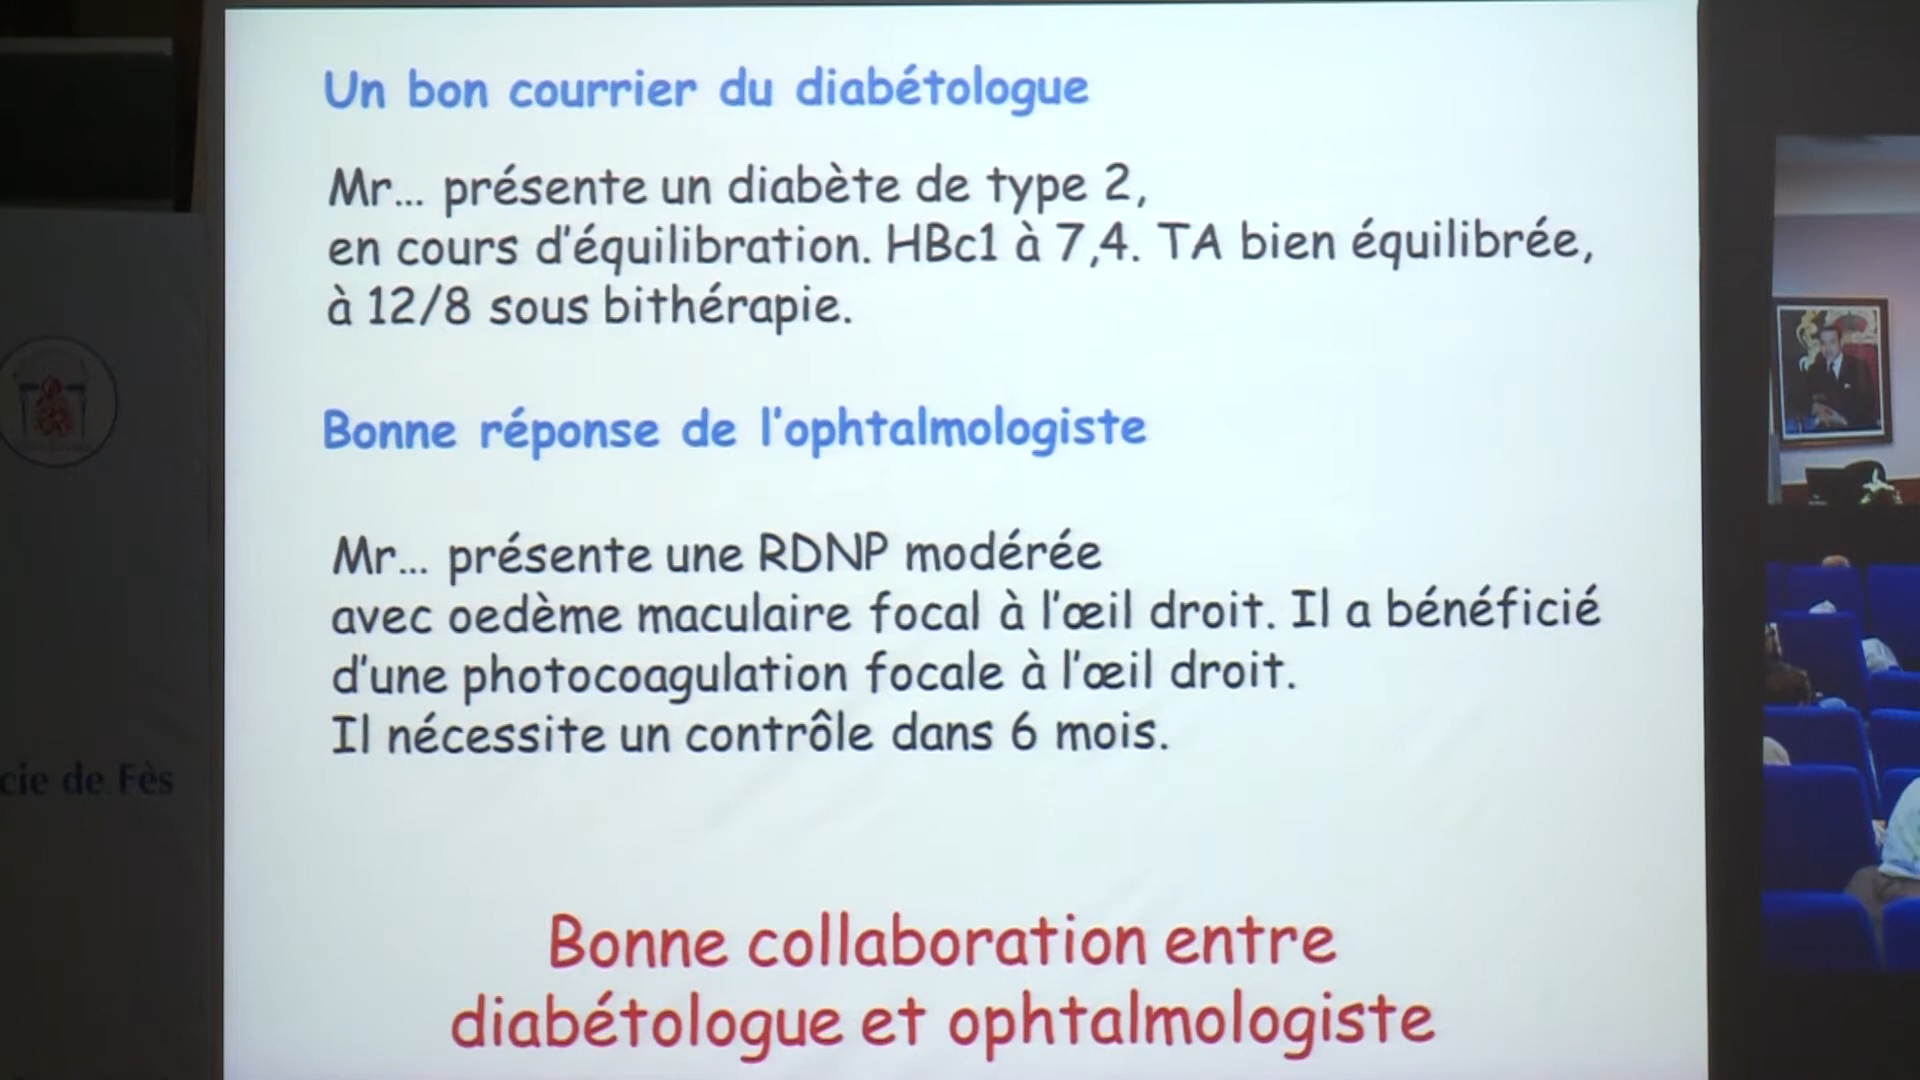 Un bon courrier du diabétologue
Mr... présente un diabète de type 2,
en cours d'équilibration. HBc1 à 7,4. TA bien équilibrée,
à 12/8 sous bithérapie.
Bonne réponse de l'ophtalmologiste
Mr... présente une RDNP modérée
avec oedème maculaire focal à l'œil droit. Il a bénéficié
d'une photocoagulation focale à l'œil droit.
Il nécessite un contrôle dans 6 mois.
Bonne collaboration entre
diabétologue et ophtalmologiste
cie de Fès